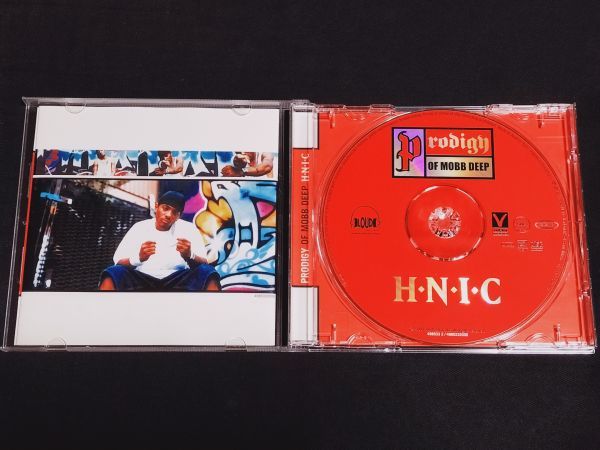 PRODIGY OF MOBB DEEP H·N·I·C
Prodigy
OF MOBB DEEP
LOUD
H·N·I·C